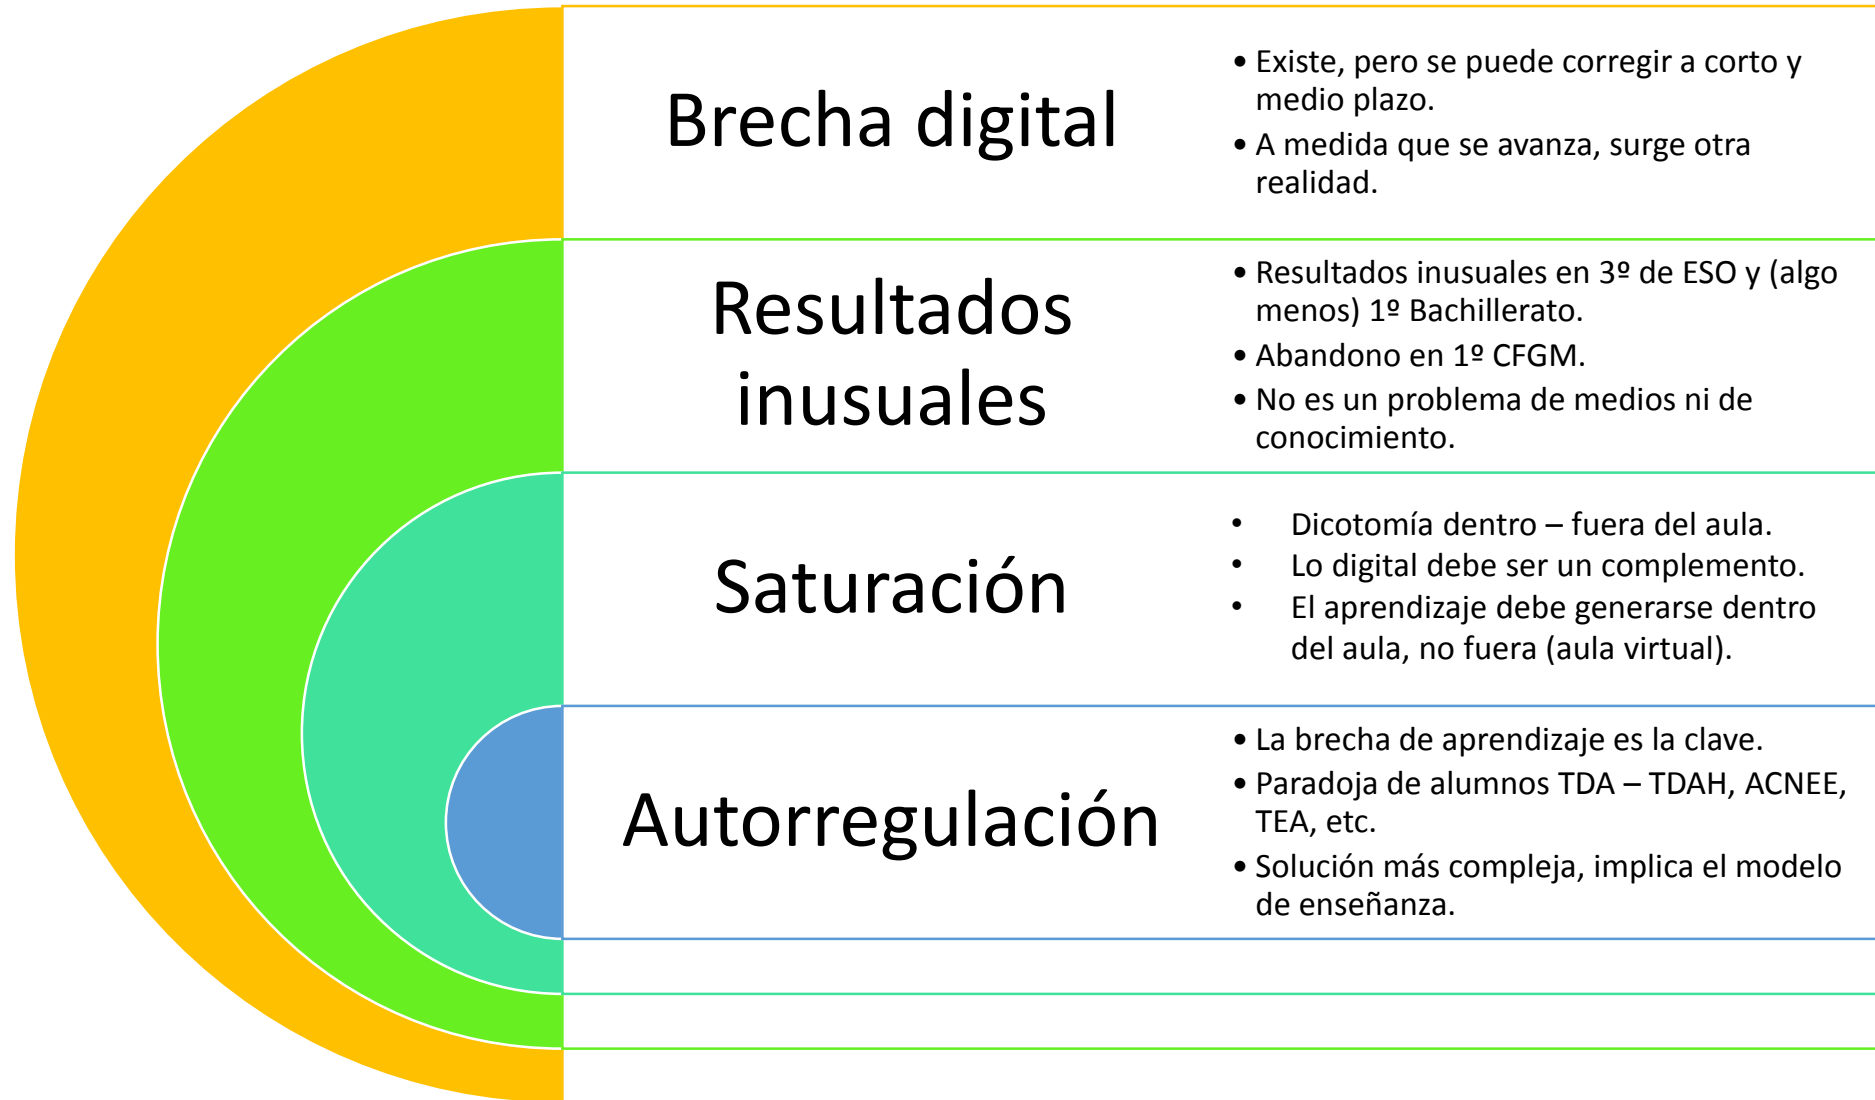 Brecha digital
• Existe, pero se puede corregir a corto y
medio plazo.
• A medida que se avanza, surge otra
realidad.
Resultados
inusuales
• Resultados inusuales en 3º de ESO y (algo
menos) 1º Bachillerato.
• Abandono en 1º CFGM.
• No es un problema de medios ni de
conocimiento.
Saturación
• Dicotomía dentro – fuera del aula.
• Lo digital debe ser un complemento.
• El aprendizaje debe generarse dentro
del aula, no fuera (aula virtual).
Autorregulación
• La brecha de aprendizaje es la clave.
• Paradoja de alumnos TDA – TDAH, ACNEE,
TEA, etc.
• Solución más compleja, implica el modelo
de enseñanza.